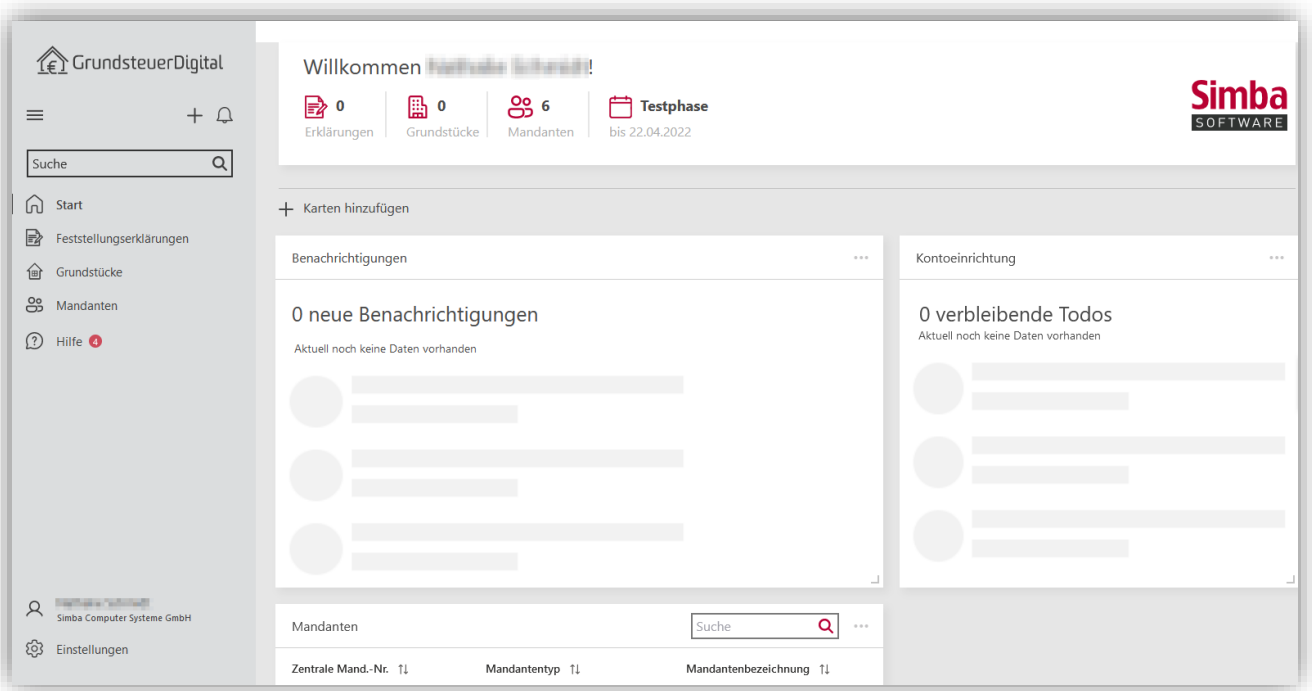 GrundsteuerDigital
Suche
Start
Feststellungserklärungen
Grundstücke
Mandanten
Hilfe 4
Simba Computer Systeme GmbH
Einstellungen
Willkommen !
0 0 6 Testphase
Erklärungen Grundstücke Mandanten bis 22.04.2022
Simba
SOFTWARE
Karten hinzufügen
Benachrichtigungen
0 neue Benachrichtigungen
Aktuell noch keine Daten vorhanden
Kontoeinrichtung
0 verbleibende Todos
Aktuell noch keine Daten vorhanden
Mandanten Suche
Zentrale Mand.-Nr. Mandantentyp Mandantenbezeichnung